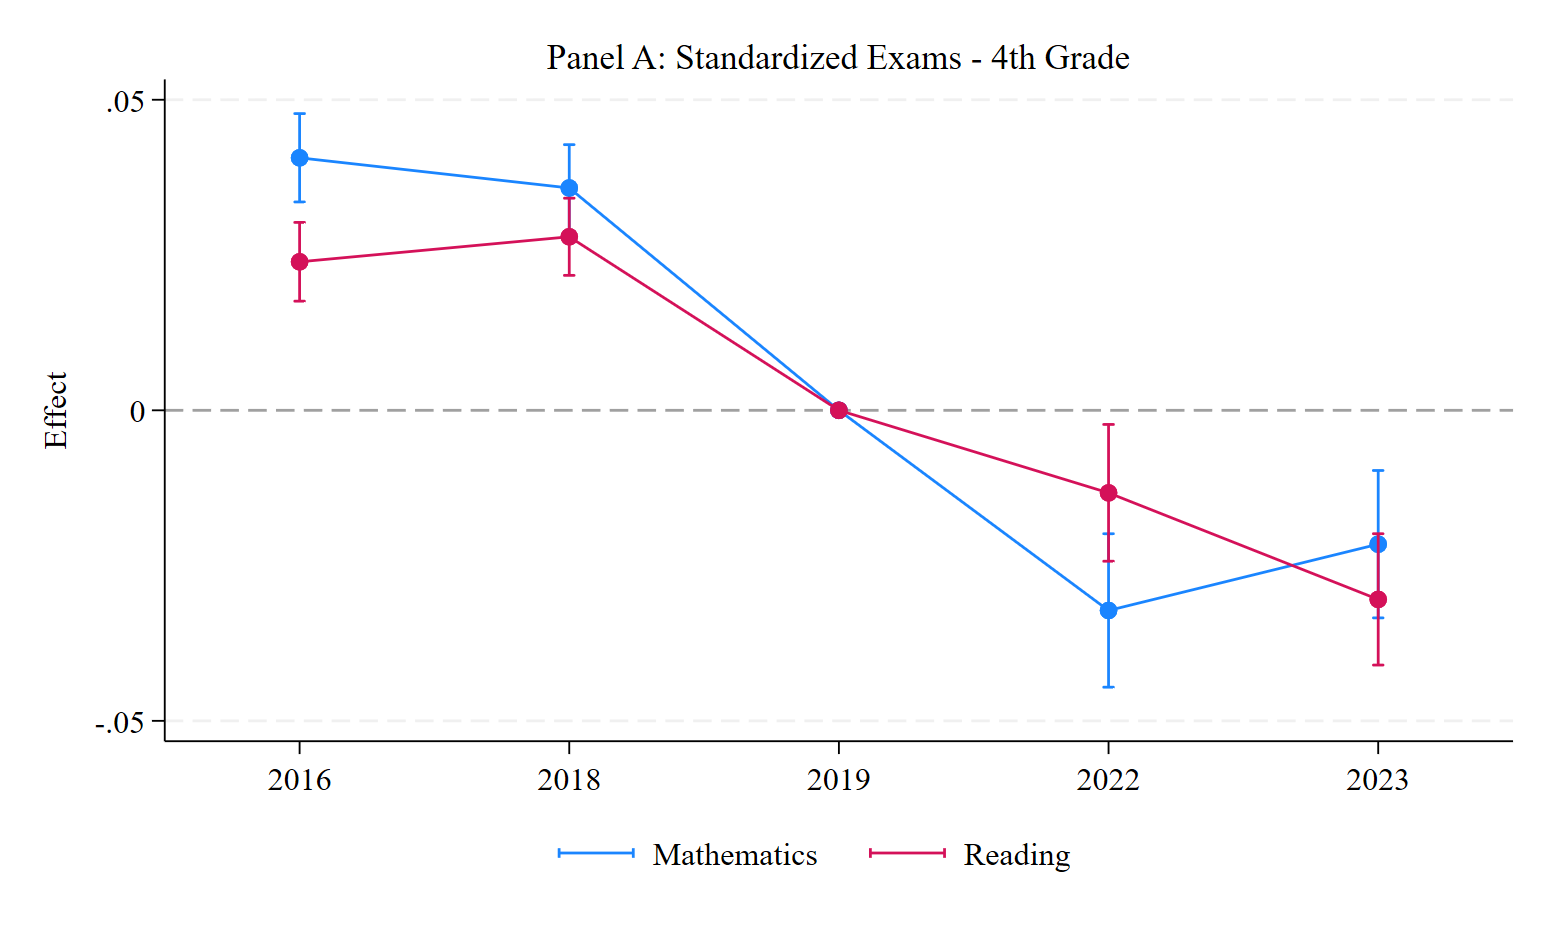 Panel A: Standardized Exams - 4th Grade
.05
0
-.05
Effect
2016 2018 2019 2022 2023
Mathematics Reading